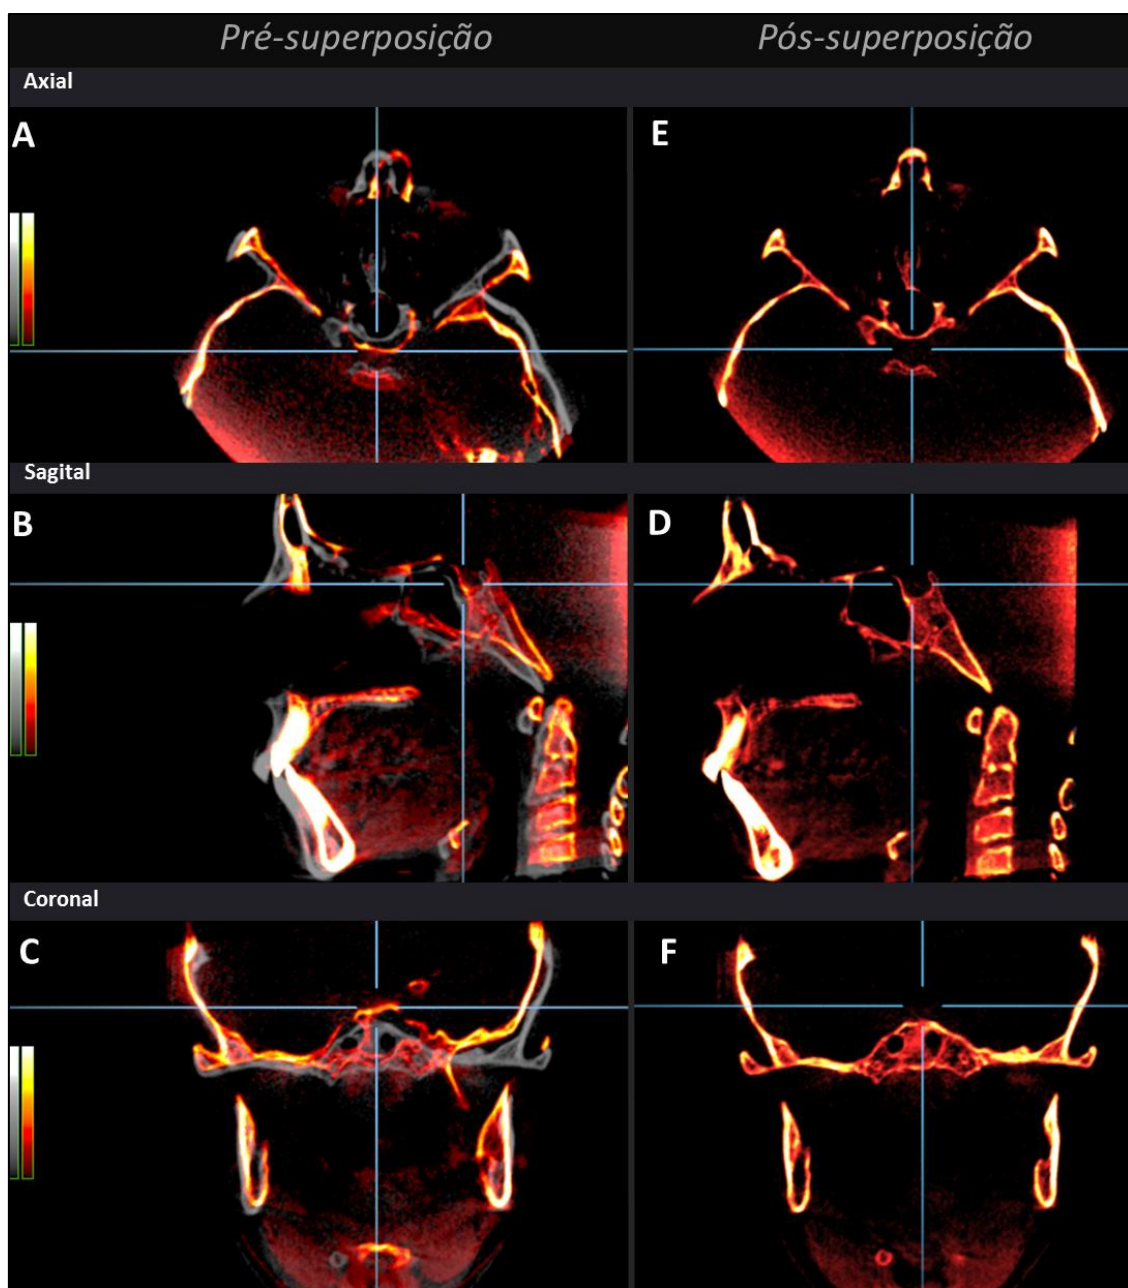 Pré-superposição Pós-superposição
Axial
A E
Sagital
B D
Coronal
C F